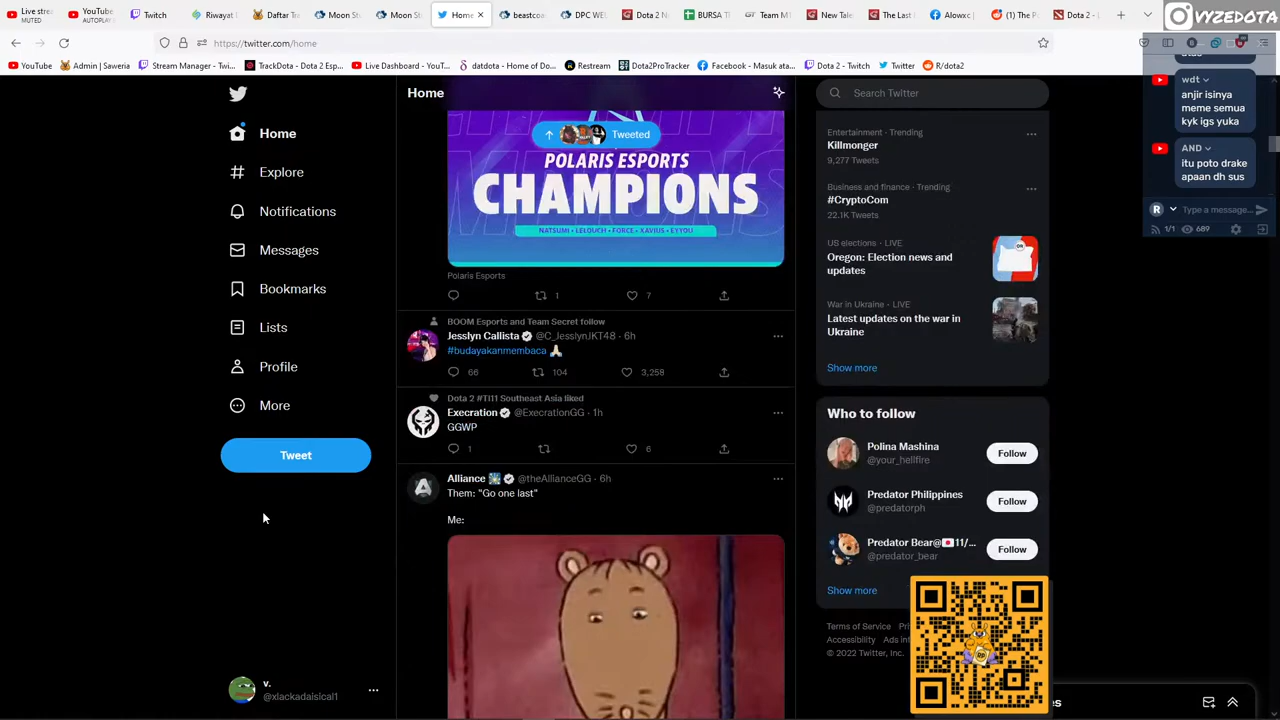 Live stre
MUTED
YouTube
AUTOPLAY
Twitch
Riwayat
Daftar Tra
Moon St
Moon S
Home
beastcoa
DPC WEL
Dota 2 N
BURSA T
Team M
New Tale
The Last
Alowxc |
(1) The P
Dota 2 - L
VYZEDOTA
https://twitter.com/home
YouTube
Admin | Saweria
Stream Manager - Twi...
TrackDota - Dota 2 Esp...
Live Dashboard - YouT...
Osu! - Home of Do...
Restream
Dota2ProTracker
Facebook - Masuk ata...
Dota 2 - Twitch
Twitter
R/dota2
Home
Explore
Notifications
Messages
Bookmarks
Lists
Profile
More
Tweet
v.
@xlackadaisical1
Home
Tweeted
POLARIS ESPORTS
CHAMPIONS
NATSUMI • LELOUCH • FORCE • XAVIUS • EYYOU
Polaris Esports
1
7
BOOM Esports and Team Secret follow
Jesslyn Callista @C_JesslynJKT48 · 6h
#budayakanmembaca 🙏🏻
66
104
3,258
Dota 2 #TI11 Southeast Asia liked
Execration @ExecrationGG · 1h
GGWP
1
6
Alliance @theAllianceGG · 6h
Them: "Go one last"
Me:
Search Twitter
Entertainment · Trending
Killmonger
9,277 Tweets
Business and finance · Trending
#CryptoCom
22.1K Tweets
US elections · LIVE
Oregon: Election news and
updates
War in Ukraine · LIVE
Latest updates on the war in
Ukraine
Show more
Who to follow
Polina Mashina
@your_hellfire
Follow
Predator Philippines
@predatorph
Follow
Predator Bear@🇯🇵11/...
@predator_bear
Follow
Show more
Terms of Service
Accessibility
© 2022 Twitter, Inc.
wdt
anjir isinya
meme semua
kyk igs yuka
AND
itu poto drake
apaan dh sus
R
Type a message...
1/1
689